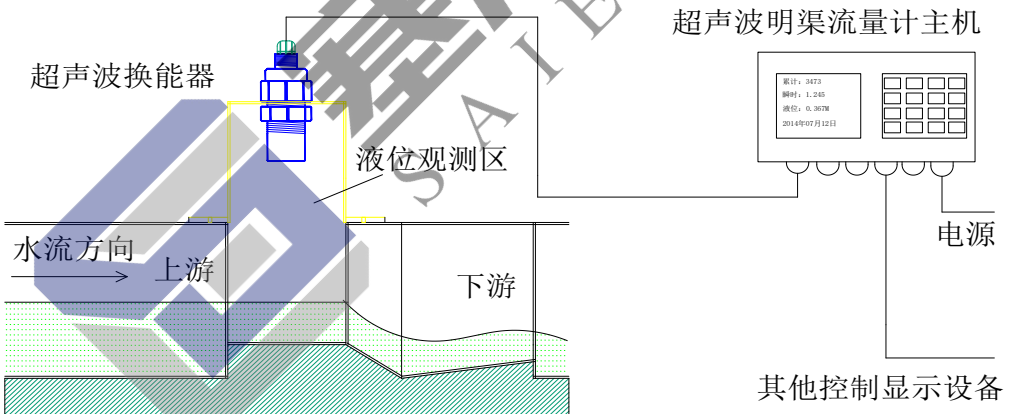 超声波明渠流量计主机
超声波换能器
累计：3473
瞬时：1.245
液位：0.367M
2014年07月12日
液位观测区
水流方向
上游
下游
电源
其他控制显示设备